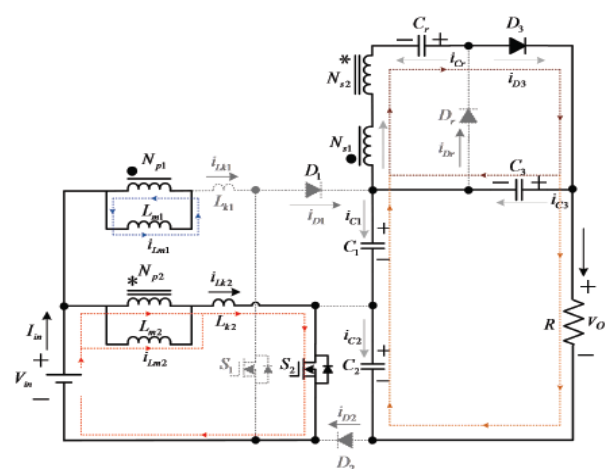 − C_r + D_3
* i_Cr i_D3
N_s2
D_r
N_s1 i_Dr
N_p1 i_Lk1 D_1 C_3
− +
L_m1 L_k1 i_D1 i_C1 i_C3
i_Lm1 + C_1 −
* N_p2 i_Lk2
I_in L_m2 L_k2 i_C2 + R + V_O −
i_Lm2 S_1 S_2 C_2 −
+ V_in −
i_D2
D_2